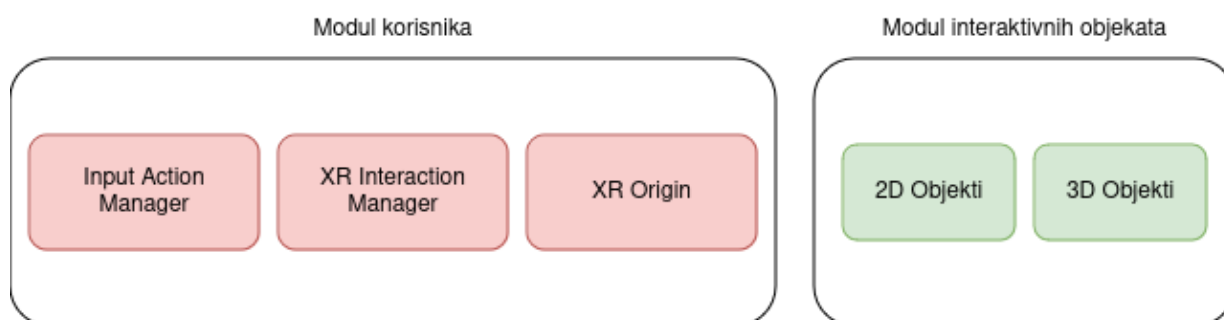 Modul korisnika
Input Action
Manager
XR Interaction
Manager
XR Origin
Modul interaktivnih objekata
2D Objekti
3D Objekti